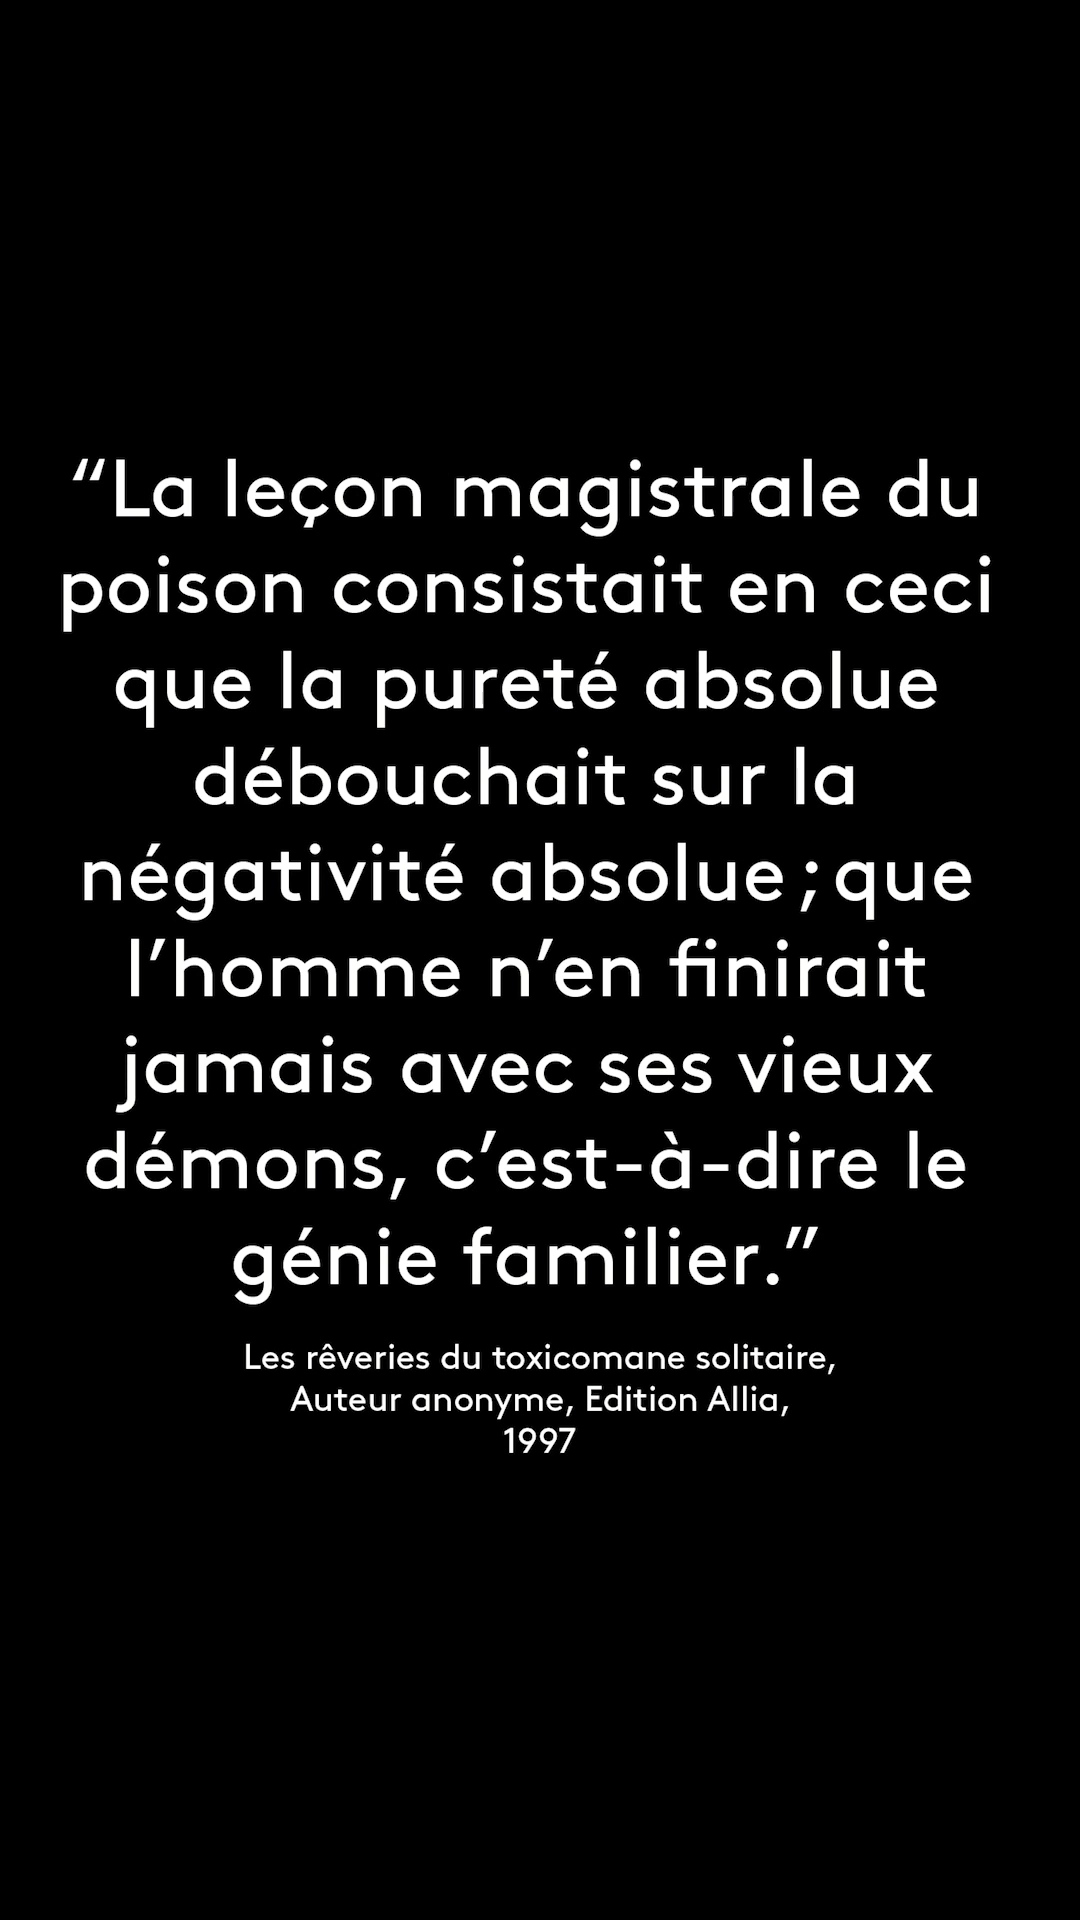 “La leçon magistrale du
poison consistait en ceci
que la pureté absolue
débouchait sur la
négativité absolue ; que
l’homme n’en finirait
jamais avec ses vieux
démons, c’est-à-dire le
génie familier.”
Les rêveries du toxicomane solitaire,
Auteur anonyme, Edition Allia,
1997